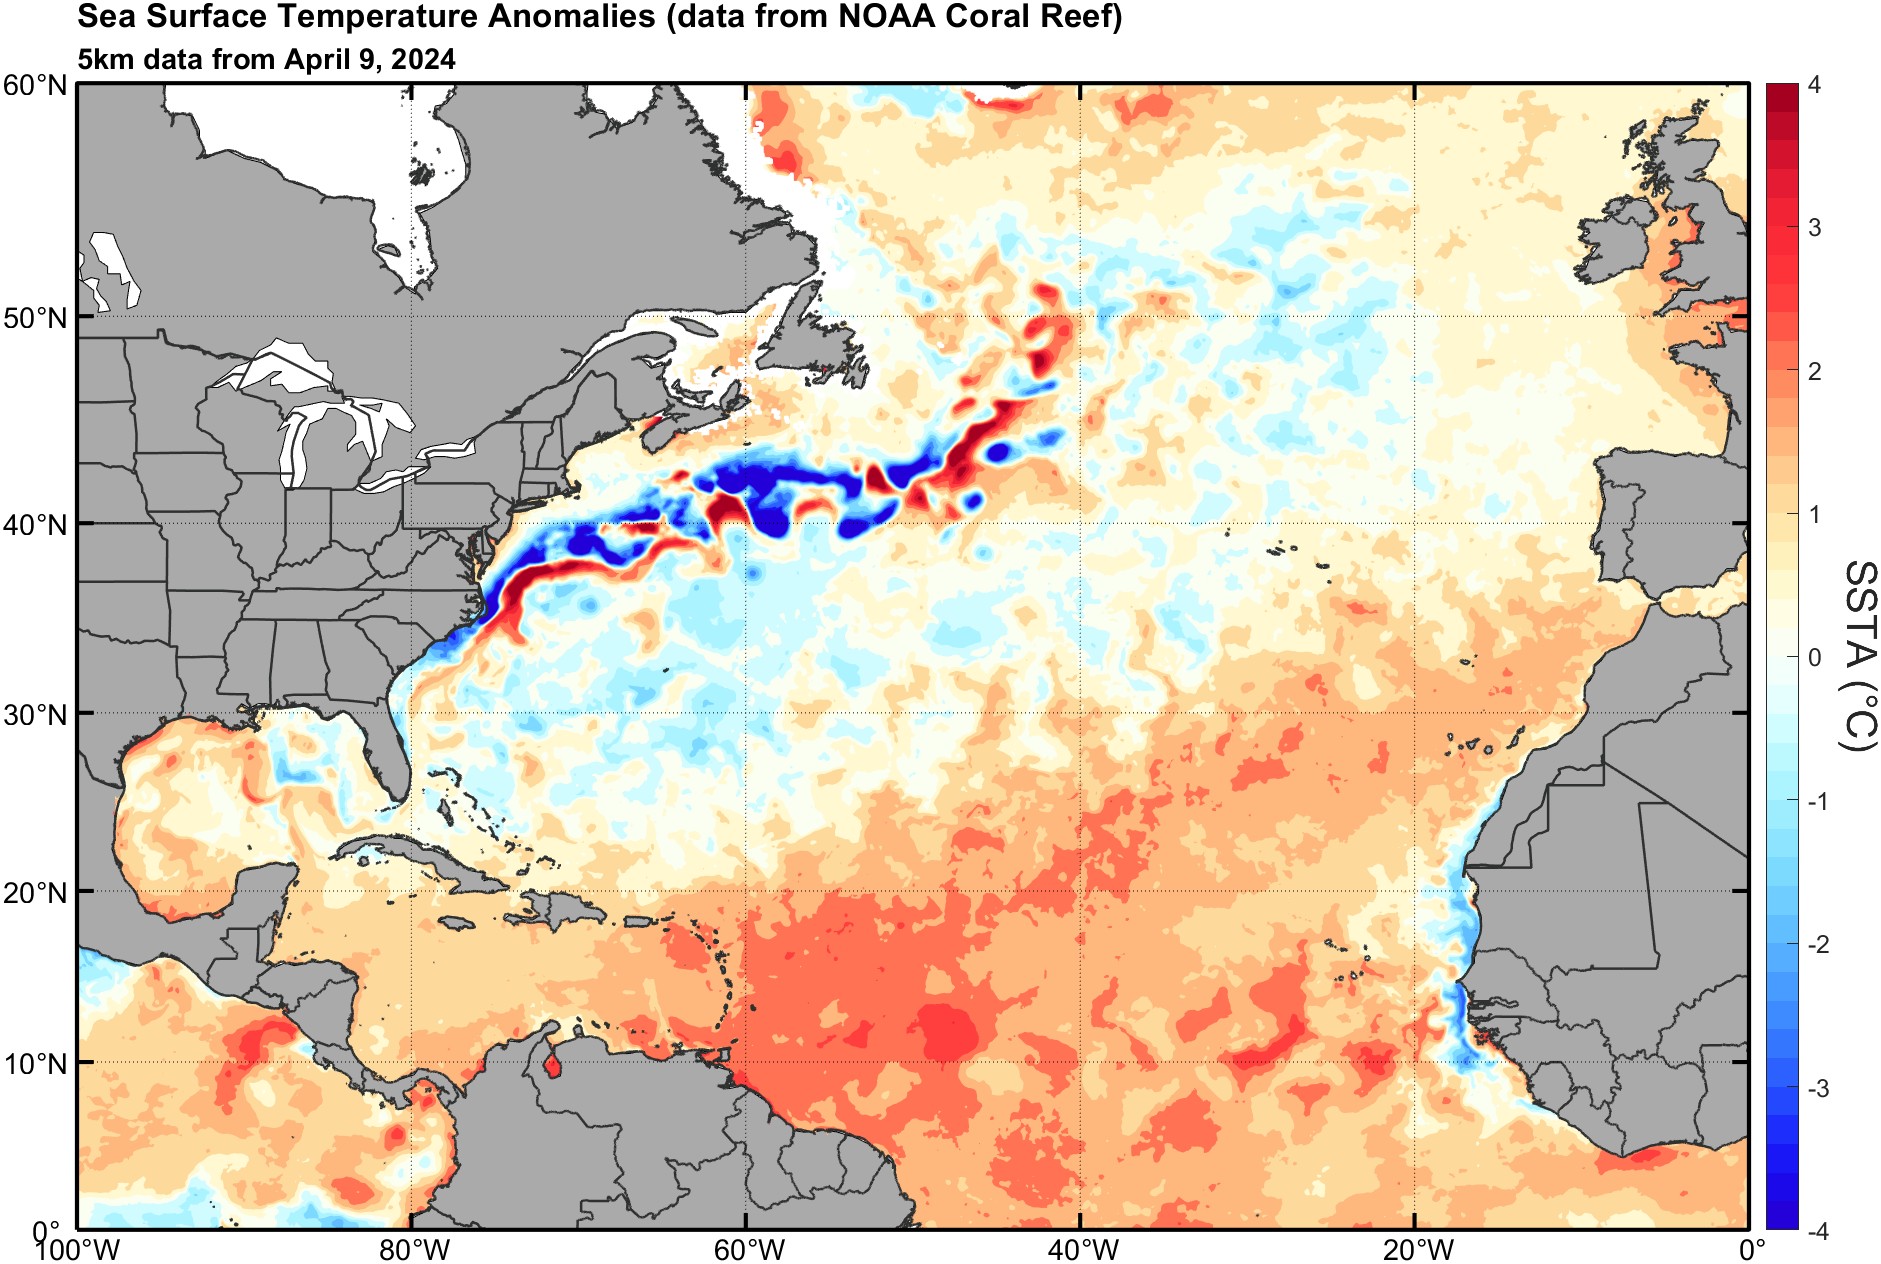 Sea Surface Temperature Anomalies (data from NOAA Coral Reef)
5km data from April 9, 2024
60°N
50°N
40°N
30°N
20°N
10°N
0°
100°W
80°W
60°W
40°W
20°W
0°
4
3
2
1
0
-1
-2
-3
-4
SSTA (°C)